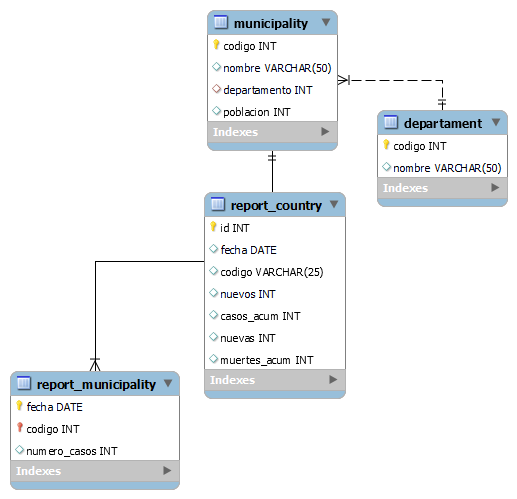 municipality
codigo INT
nombre VARCHAR(50)
departamento INT
poblacion INT
Indexes
departament
codigo INT
nombre VARCHAR(50)
Indexes
report_country
id INT
fecha DATE
codigo VARCHAR(25)
nuevos INT
casos_acum INT
nuevas INT
muertes_acum INT
Indexes
report_municipality
fecha DATE
codigo INT
numero_casos INT
Indexes